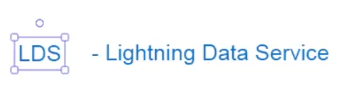 LDS - Lightning Data Service